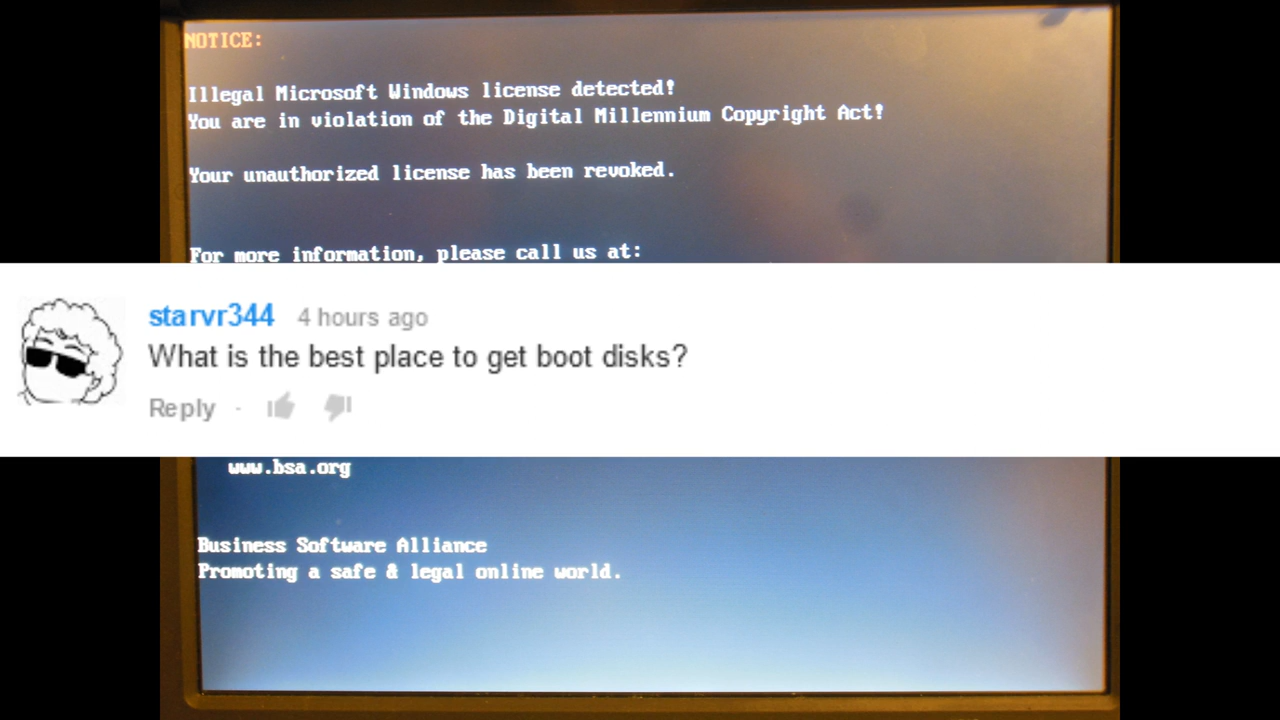 NOTICE:
Illegal Microsoft Windows license detected!
You are in violation of the Digital Millennium Copyright Act!
Your unauthorized license has been revoked.
For more information, please call us at:
starvr344 4 hours ago
What is the best place to get boot disks?
Reply ·
www.bsa.org
Business Software Alliance
Promoting a safe & legal online world.